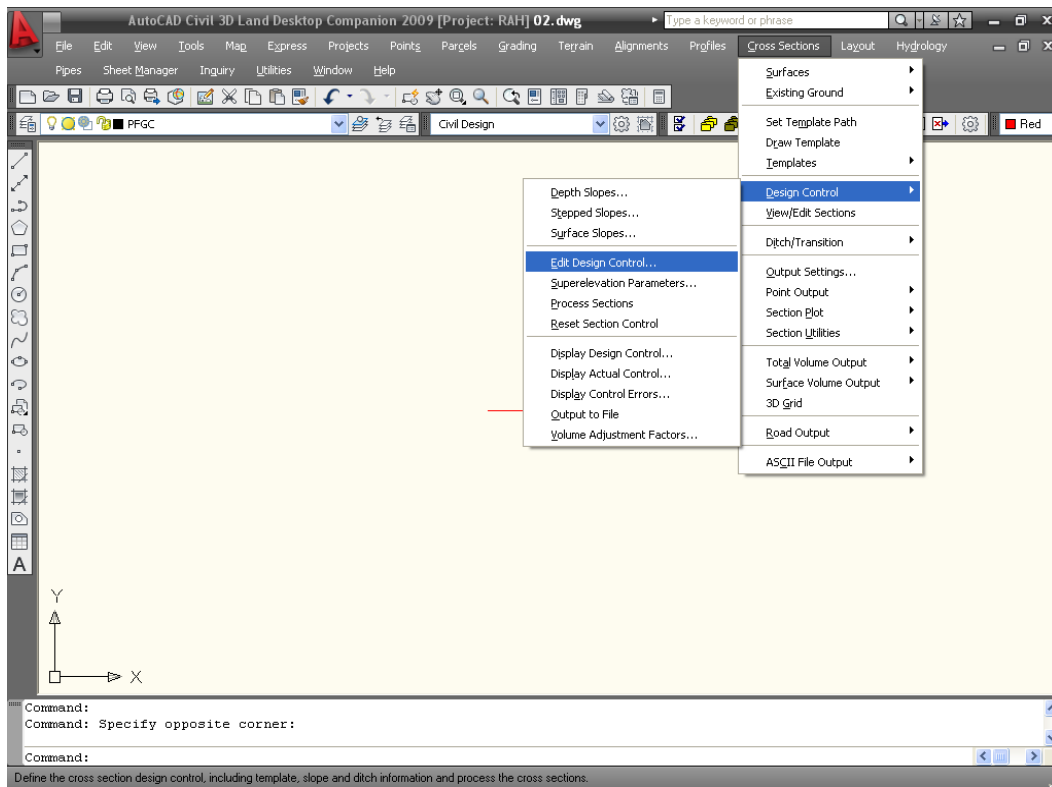 AutoCAD Civil 3D Land Desktop Companion 2009 [Project: RAH] 02.dwg
Type a keyword or phrase
File Edit View Tools Map Express Projects Points Parcels Grading Terrain Alignments Profiles Cross Sections Layout Hydrology
Pipes Sheet Manager Inquiry Utilities Window Help
PFGC
Civil Design
Red
Surfaces
Existing Ground
Set Template Path
Draw Template
Templates
Design Control
View/Edit Sections
Ditch/Transition
Output Settings...
Point Output
Section Plot
Section Utilities
Total Volume Output
Surface Volume Output
3D Grid
Road Output
ASCII File Output
Depth Slopes...
Stepped Slopes...
Surface Slopes...
Edit Design Control...
Superelevation Parameters...
Process Sections
Reset Section Control
Display Design Control...
Display Actual Control...
Display Control Errors...
Output to File
Volume Adjustment Factors...
A
Y
X
Command:
Command: Specify opposite corner:
Command:
Define the cross section design control, including template, slope and ditch information and process the cross sections.